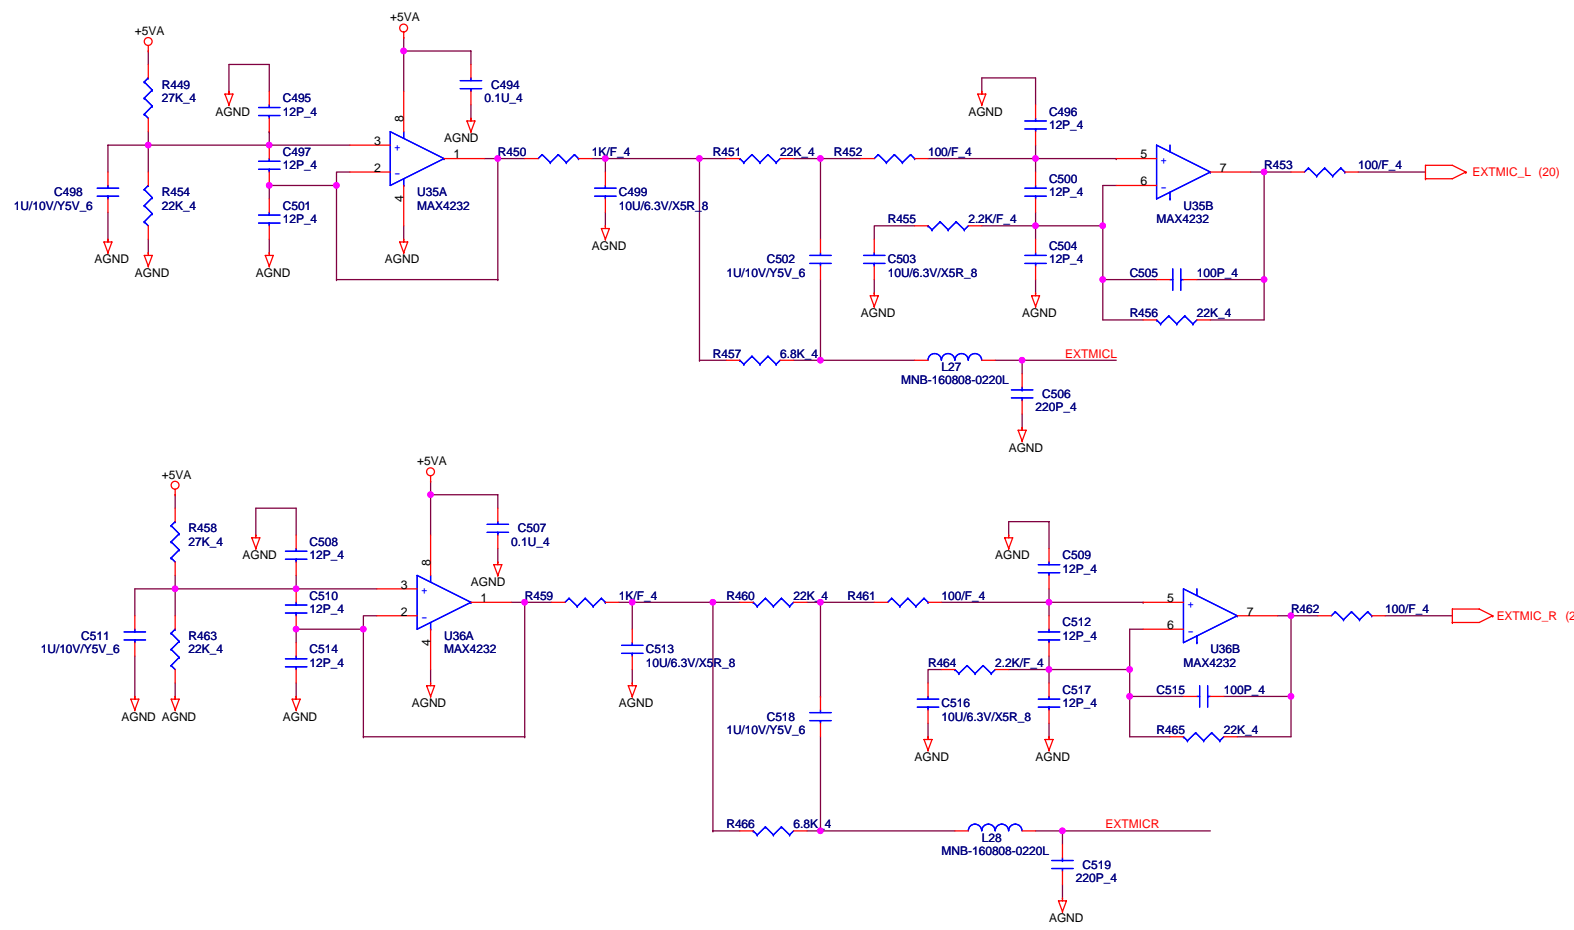 +5VA
+5VA
R449
27K_4
C494
0.1U_4
AGND
C495
12P_4
AGND
8
3
2
1
4
C497
12P_4
C498
1U/10V/Y5V_6
R454
22K_4
C501
12P_4
U35A
MAX4232
AGND
AGND
AGND
AGND
R450
1K/F_4
C499
10U/6.3V/X5R_8
AGND
R451
22K_4
R452
100/F_4
AGND
C496
12P_4
C500
12P_4
5
6
7
U35B
MAX4232
R453
100/F_4
EXTMIC_L (20)
R455
2.2K/F_4
C502
1U/10V/Y5V_6
C503
10U/6.3V/X5R_8
C504
12P_4
C505
100P_4
AGND
AGND
R456
22K_4
R457
6.8K_4
L27
MNB-160808-0220L
EXTMICL
C506
220P_4
AGND
+5VA
+5VA
R458
27K_4
C507
0.1U_4
AGND
C508
12P_4
AGND
8
3
2
1
4
C510
12P_4
C511
1U/10V/Y5V_6
R463
22K_4
C514
12P_4
U36A
MAX4232
AGND
AGND
AGND
AGND
R459
1K/F_4
C513
10U/6.3V/X5R_8
AGND
R460
22K_4
R461
100/F_4
AGND
C509
12P_4
C512
12P_4
5
6
7
U36B
MAX4232
R462
100/F_4
EXTMIC_R (2
R464
2.2K/F_4
C518
1U/10V/Y5V_6
C516
10U/6.3V/X5R_8
C517
12P_4
C515
100P_4
AGND
AGND
R465
22K_4
R466
6.8K_4
L28
MNB-160808-0220L
EXTMICR
C519
220P_4
AGND